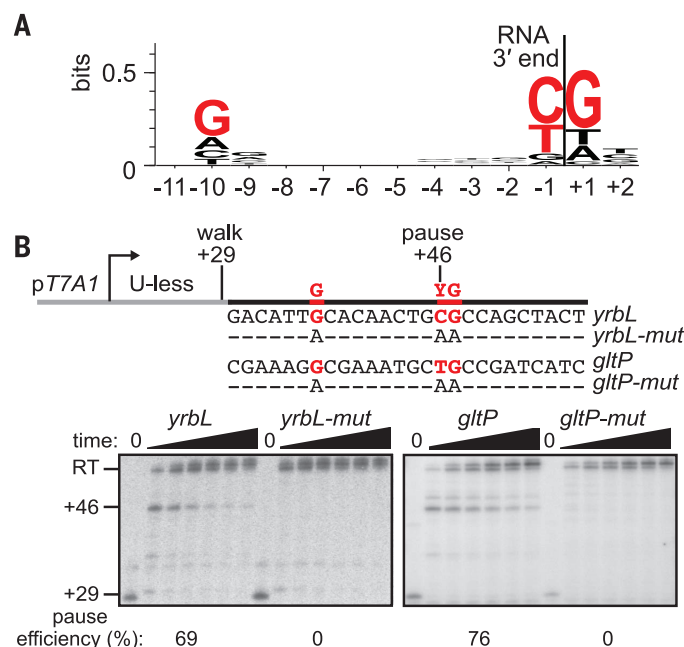 A
bits
0.5
0
RNA
3′ end
G
A
C
T
G
C
T
G
G
T
A
-11 -10 -9 -8 -7 -6 -5 -4 -3 -2 -1 +1 +2
B
walk
+29
pause
+46
pT7A1
U-less
G YG
GACATTGCACAACTGCGCCAGCTACT yrbL
------A--------AA--------- yrbL-mut
CGAAAGGCGAAATGCTGCCGATCATC gltP
------A--------AA--------- gltP-mut
yrbL yrbL-mut gltP gltP-mut
time: 0 0 0 0
RT
+46
+29
pause
efficiency (%): 69 0 76 0